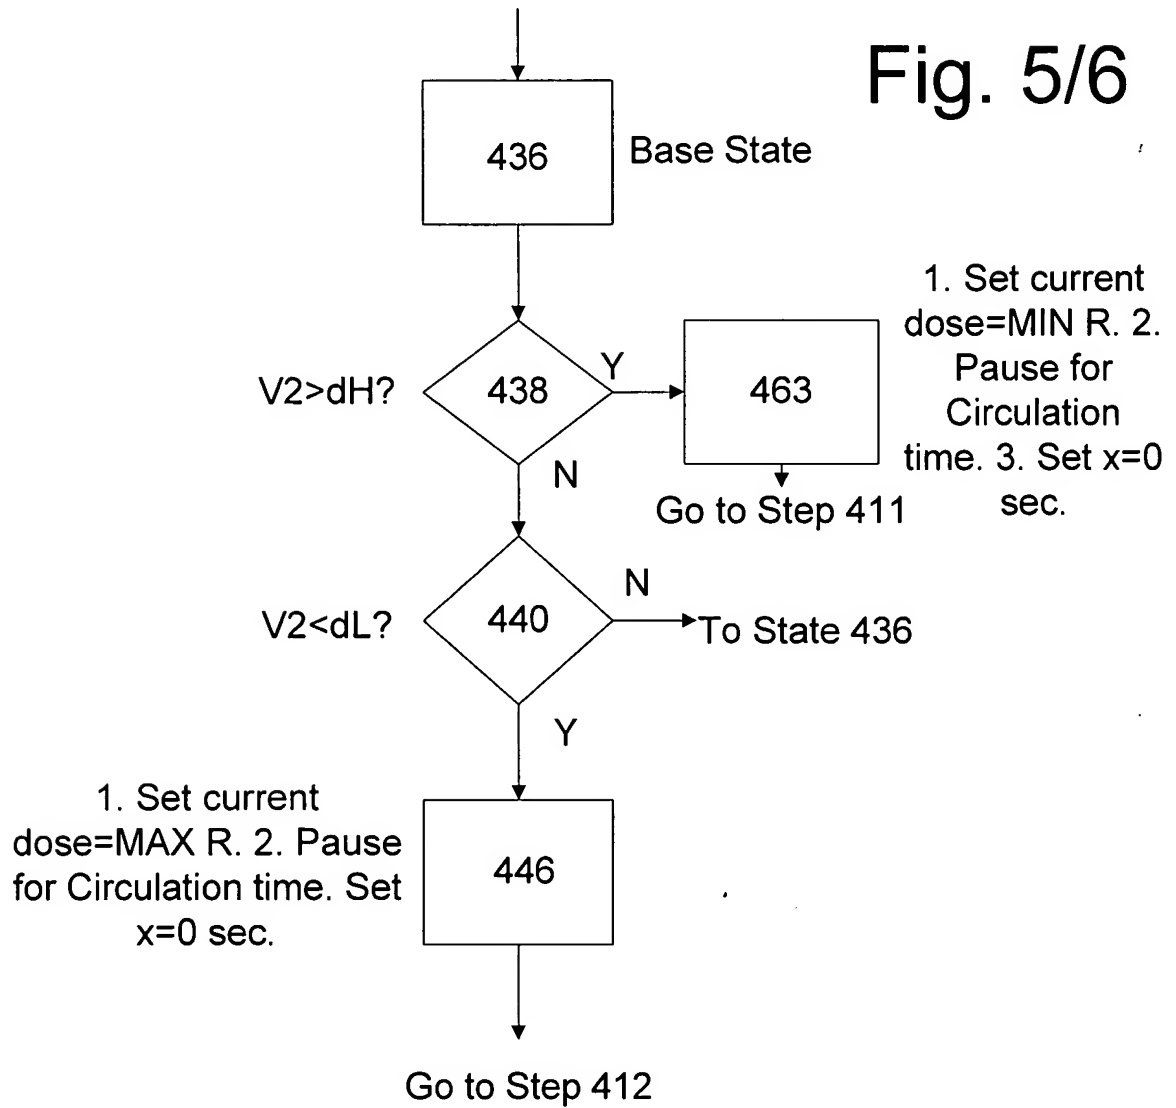 Fig. 5/6
436
Base State
1. Set current
dose=MIN R. 2.
Pause for
Circulation
time. 3. Set x=0
sec.
V2>dH?
438
Y
463
N
Go to Step 411
V2<dL?
440
N
To State 436
Y
1. Set current
dose=MAX R. 2. Pause
for Circulation time. Set
x=0 sec.
446
Go to Step 412